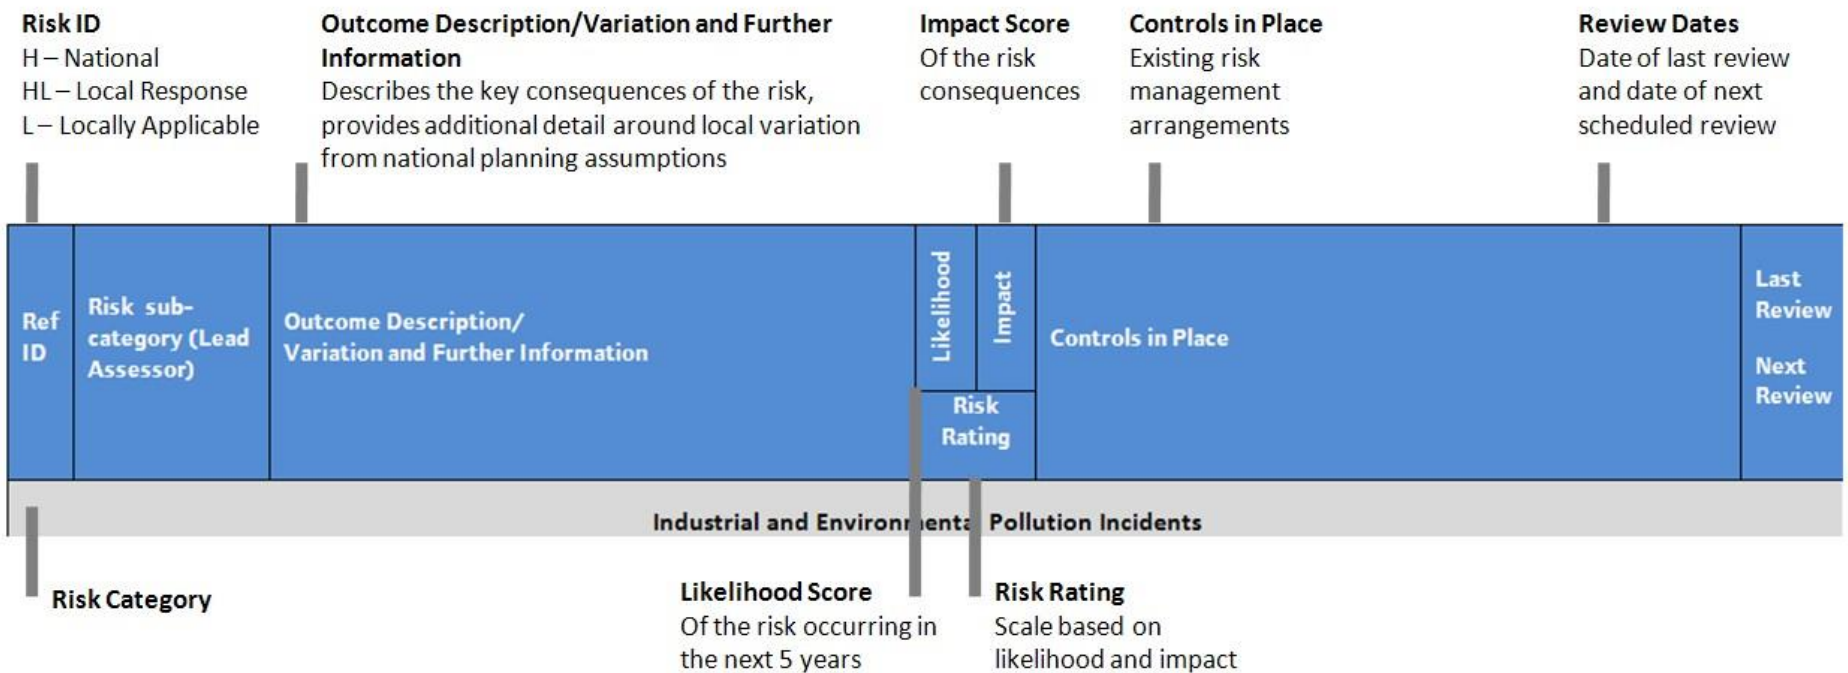 Risk ID
H – National
HL – Local Response
L – Locally Applicable
Outcome Description/Variation and Further
Information
Describes the key consequences of the risk,
provides additional detail around local variation
from national planning assumptions
Impact Score
Of the risk
consequences
Controls in Place
Existing risk
management
arrangements
Review Dates
Date of last review
and date of next
scheduled review
Ref
ID
Risk sub-
category (Lead
Assessor)
Outcome Description/
Variation and Further Information
Likelihood
Impact
Risk
Rating
Controls in Place
Last
Review
Next
Review
Industrial and Environmental Pollution Incidents
Risk Category
Likelihood Score
Of the risk occurring in
the next 5 years
Risk Rating
Scale based on
likelihood and impact